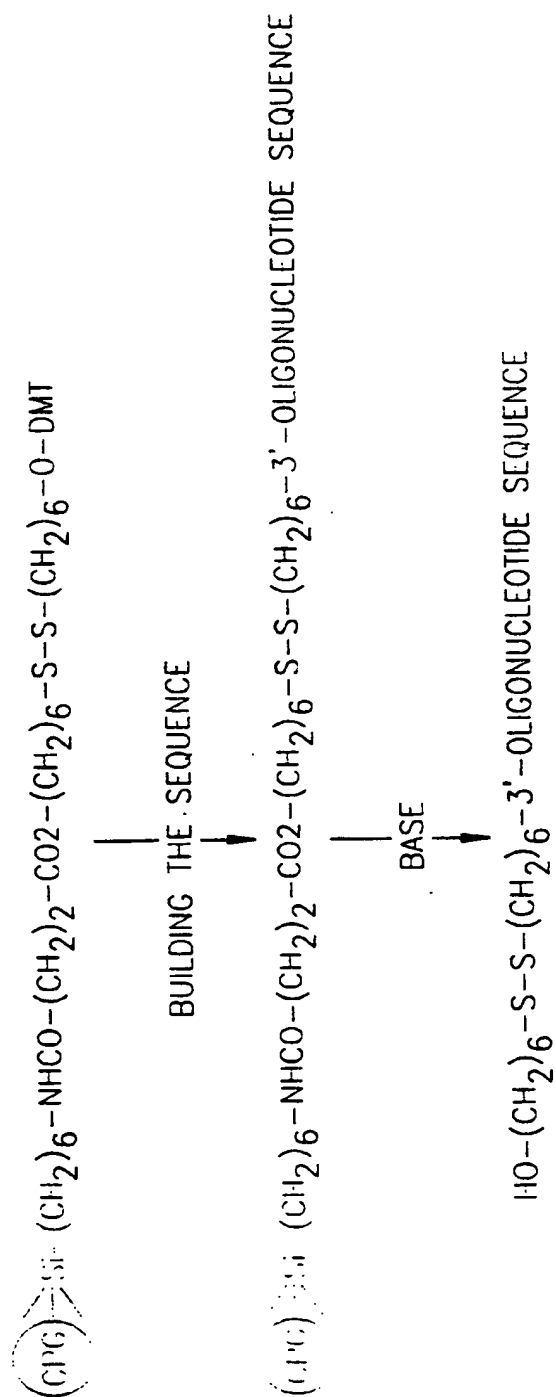 (CPG) Si (CH2)6-NHCO-(CH2)2-CO2-(CH2)6-S-S-(CH2)6-O-DMT
BUILDING THE SEQUENCE
(CPG) Si (CH2)6-NHCO-(CH2)2-CO2-(CH2)6-S-S-(CH2)6-3'-OLIGONUCLEOTIDE SEQUENCE
BASE
HO-(CH2)6-S-S-(CH2)6-3'-OLIGONUCLEOTIDE SEQUENCE